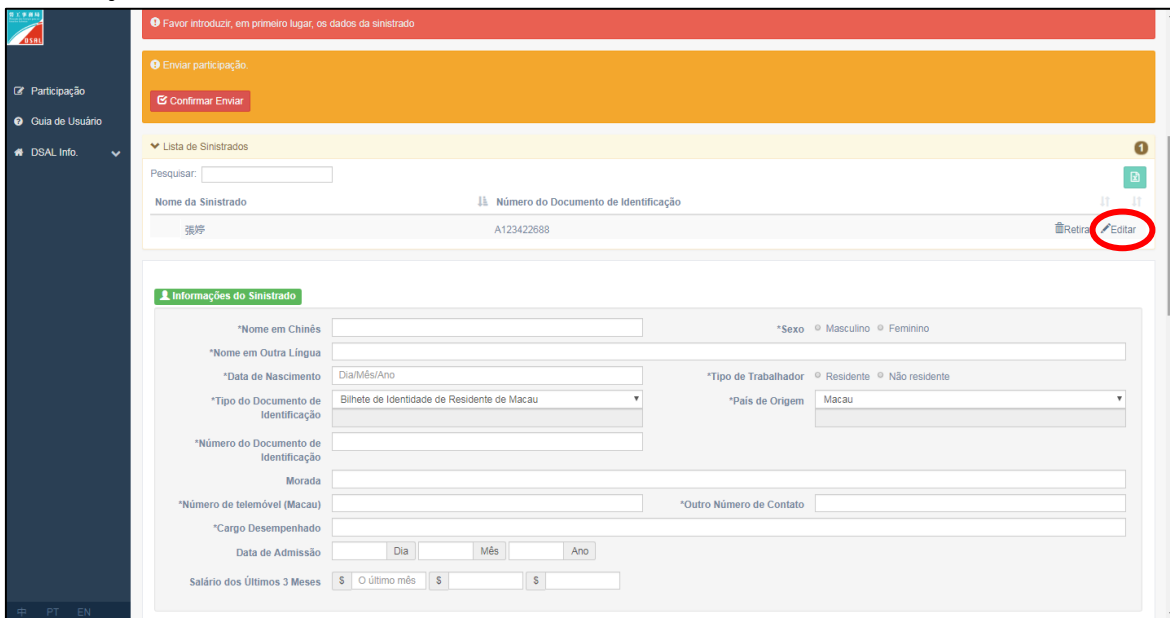 DSAL
Favor introduzir, em primeiro lugar, os dados da sinistrado
Enviar participação.
Confirmar Enviar
Participação
Guia de Usuário
DSAL Info.
Lista de Sinistrados 1
Pesquisar:
Nome da Sinistrado Número do Documento de Identificação
張婷 A123422688 Retira Editar
Informações do Sinistrado
*Nome em Chinês *Sexo Masculino Feminino
*Nome em Outra Língua
*Data de Nascimento Dia/Mês/Ano *Tipo de Trabalhador Residente Não residente
*Tipo do Documento de Identificação Bilhete de Identidade de Residente de Macau *País de Origem Macau
*Número do Documento de Identificação
Morada
*Número de telemóvel (Macau) *Outro Número de Contato
*Cargo Desempenhado
Data de Admissão Dia Mês Ano
Salário dos Últimos 3 Meses $ O último mês $ $
中 PT EN